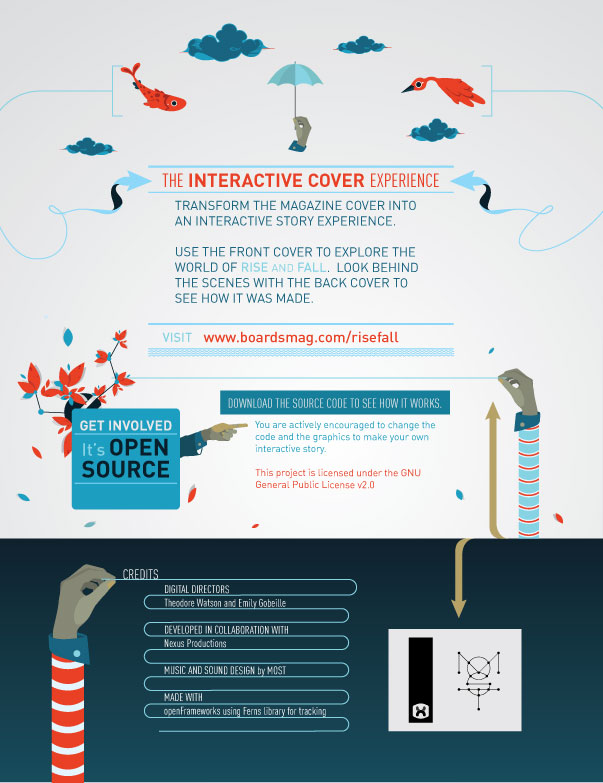 THE INTERACTIVE COVER EXPERIENCE
TRANSFORM THE MAGAZINE COVER INTO
AN INTERACTIVE STORY EXPERIENCE.
USE THE FRONT COVER TO EXPLORE THE
WORLD OF RISE AND FALL. LOOK BEHIND
THE SCENES WITH THE BACK COVER TO
SEE HOW IT WAS MADE.
VISIT www.boardsmag.com/risefall
GET INVOLVED
It's OPEN
SOURCE
DOWNLOAD THE SOURCE CODE TO SEE HOW IT WORKS.
You are actively encouraged to change the
code and the graphics to make your own
interactive story.
This project is licensed under the GNU
General Public License v2.0
CREDITS
DIGITAL DIRECTORS
Theodore Watson and Emily Gobeille
DEVELOPED IN COLLABORATION WITH
Nexus Productions
MUSIC AND SOUND DESIGN by MOST
MADE WITH
openFrameworks using Ferns library for tracking